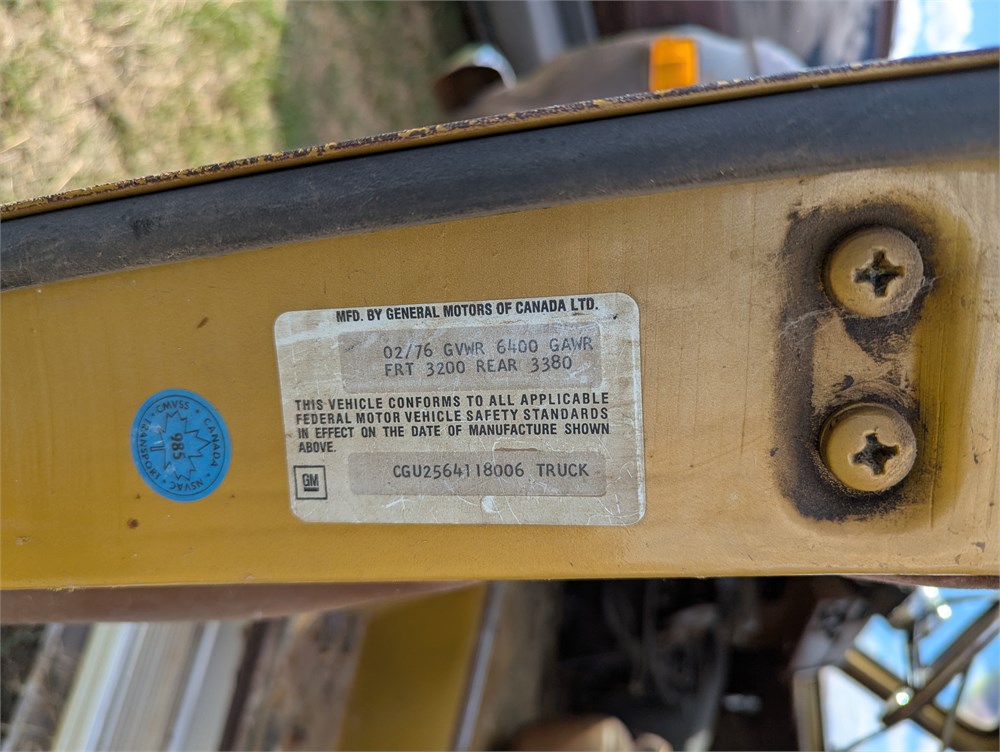 MFD. BY GENERAL MOTORS OF CANADA LTD.
02/76 GVWR 6400 GAWR
FRT 3200 REAR 3380
THIS VEHICLE CONFORMS TO ALL APPLICABLE
FEDERAL MOTOR VEHICLE SAFETY STANDARDS
IN EFFECT ON THE DATE OF MANUFACTURE SHOWN
ABOVE.
GM
CGU2564118006 TRUCK
CANADA • TRANSPORT •
CMVSS
NSVAC
985